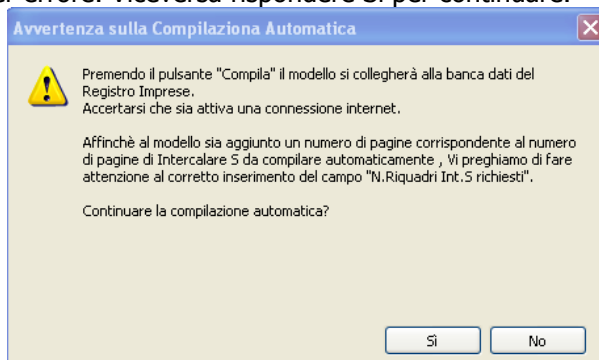 er errore. Viceversa rispondere Sì per continuare.
Avvertenza sulla Compilaziona Automatica
Premendo il pulsante "Compila" il modello si collegherà alla banca dati del
Registro Imprese.
Accertarsi che sia attiva una connessione internet.
Affinchè al modello sia aggiunto un numero di pagine corrispondente al numero
di pagine di Intercalare S da compilare automaticamente , Vi preghiamo di fare
attenzione al corretto inserimento del campo "N.Riquadri Int.S richiesti".
Continuare la compilazione automatica?
Sì No